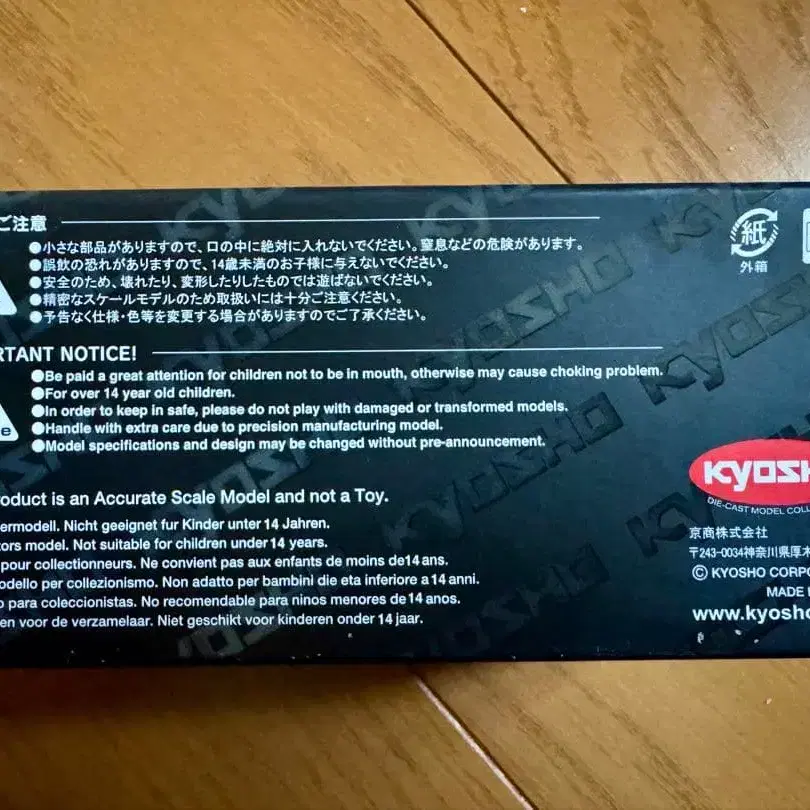 ご注意
●小さな部品がありますので、口の中に絶対に入れないでください。窒息などの危険があります。
●誤飲の恐れがありますので、14歳未満のお子様に与えないでください。
●安全のため、壊れたり、変形したりしたものでは遊ばないでください。
●精密なスケールモデルのため取扱いには十分ご注意ください。
●予告なく仕様・色等を変更する場合がありますのでご了承ください。
紙
外箱
RTANT NOTICE!
●Be paid a great attention for children not to be in mouth, otherwise may cause choking problem.
●For over 14 year old children.
●In order to keep in safe, please do not play with damaged or transformed models.
●Handle with extra care due to precision manufacturing model.
●Model specifications and design may be changed without pre-announcement.
roduct is an Accurate Scale Model and not a Toy.
ermodell. Nicht geeignet fur Kinder unter 14 Jahren.
tors model. Not suitable for children under 14 years.
pour collectionneurs. Ne convient pas aux enfants de moins de14 ans.
odello per collezionismo. Non adatto per bambini die eta inferiore a 14 anni.
o para coleccionistas. No recomendable para ninos menores de14 anos.
en voor de verzamelaar. Niet geschikt voor kinderen onder 14 jaar.
KYOSH
DIE-CAST MODEL COLL
京商株式会社
〒243-0034神奈川県厚木
© KYOSHO CORPO
MADE
www.kyosho
KYOSHO
KYOSHO
KYOSHO
KYOSHO